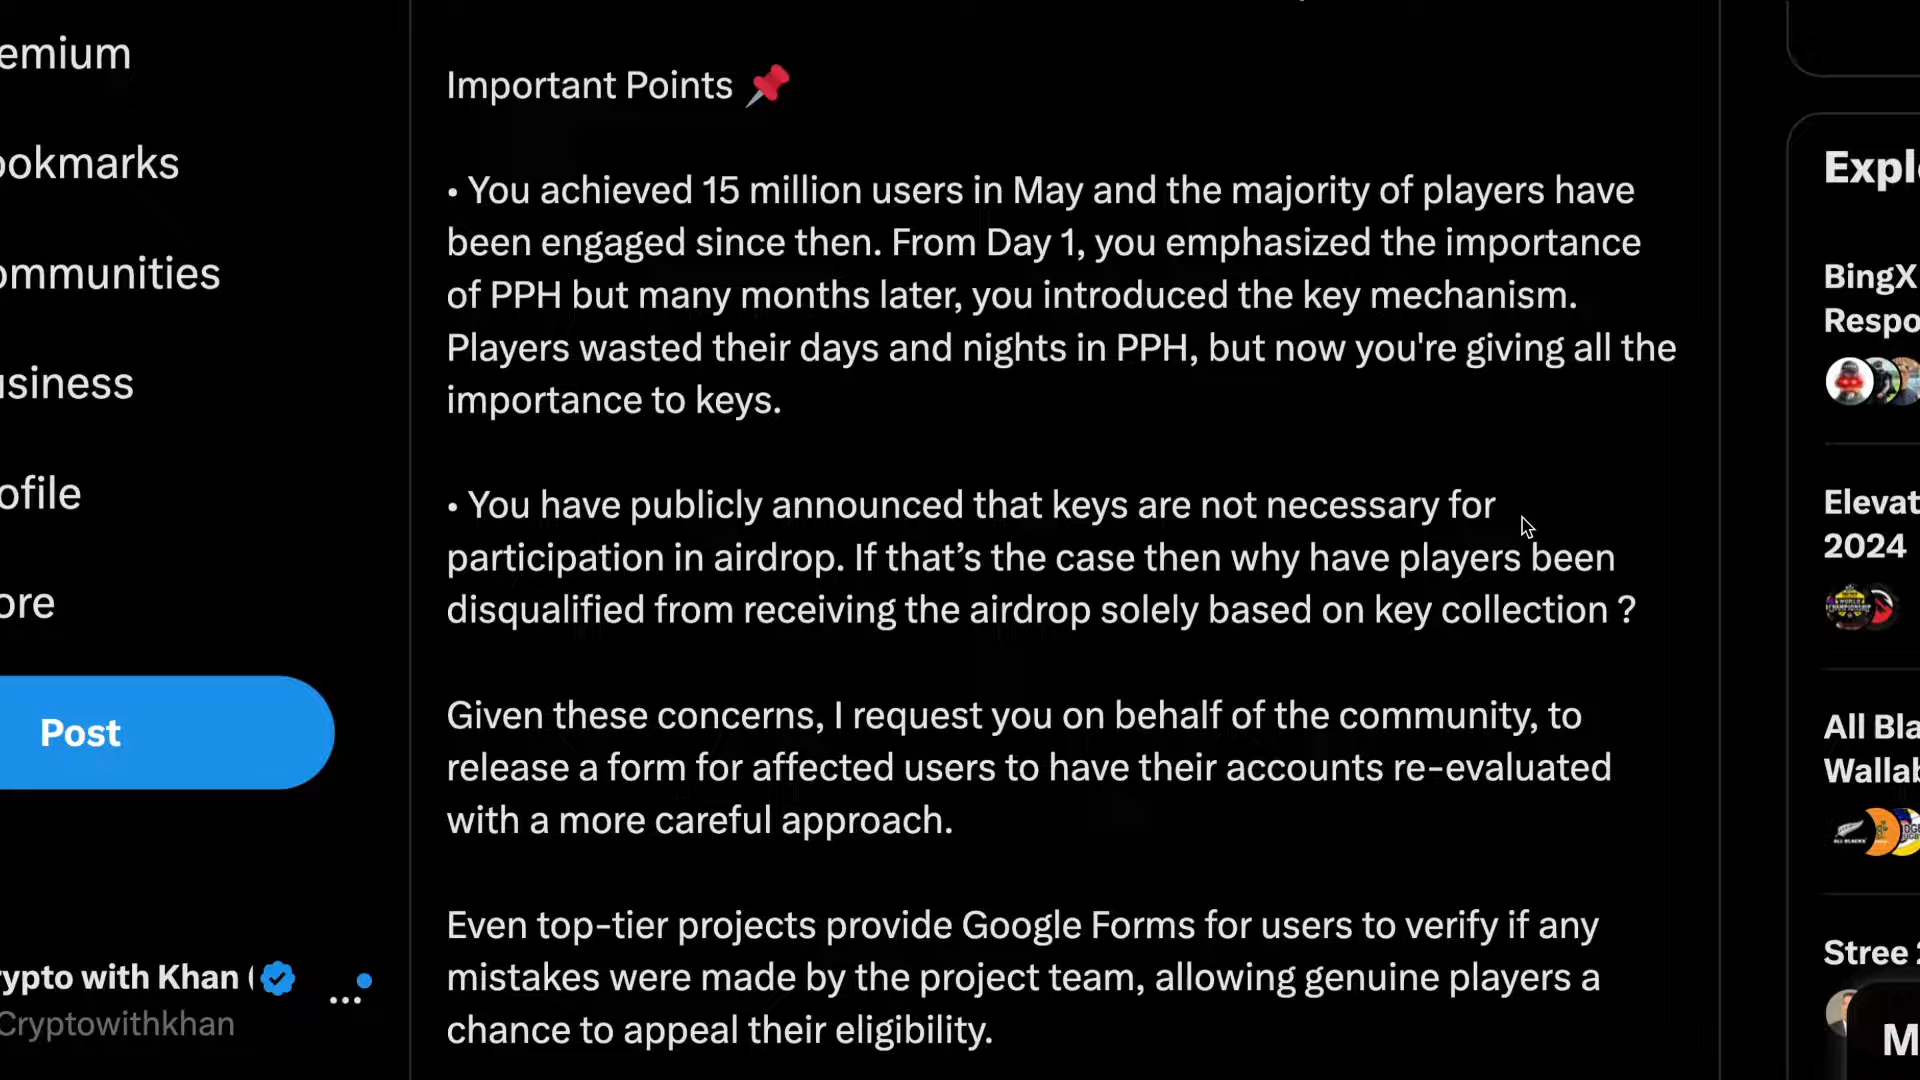 emium
ookmarks
ommunities
usiness
ofile
ore
Post
rypto with Khan (
Cryptowithkhan
Important Points 📌
• You achieved 15 million users in May and the majority of players have
been engaged since then. From Day 1, you emphasized the importance
of PPH but many months later, you introduced the key mechanism.
Players wasted their days and nights in PPH, but now you're giving all the
importance to keys.
• You have publicly announced that keys are not necessary for
participation in airdrop. If that’s the case then why have players been
disqualified from receiving the airdrop solely based on key collection ?
Given these concerns, I request you on behalf of the community, to
release a form for affected users to have their accounts re-evaluated
with a more careful approach.
Even top-tier projects provide Google Forms for users to verify if any
mistakes were made by the project team, allowing genuine players a
chance to appeal their eligibility.
Expl
BingX
Respo
Elevat
2024
All Bla
Wallab
Stree 2
M